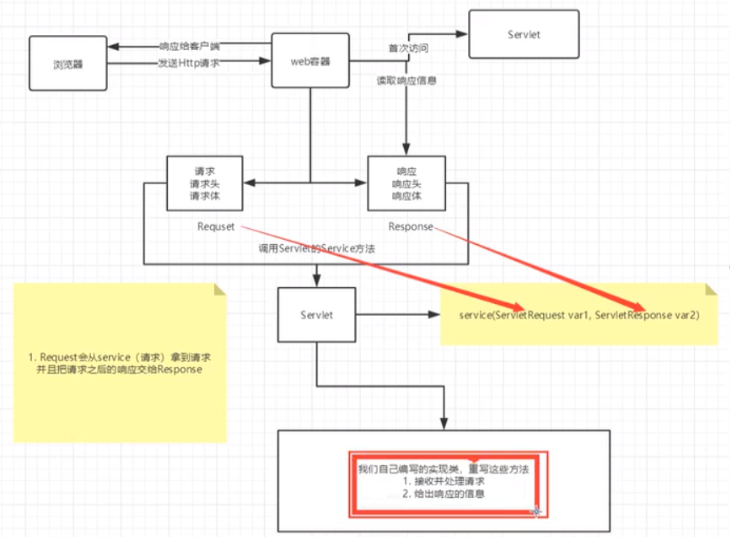 响应给客户端
首次访问
Servlet
浏览器
发送Http请求
web容器
读取响应信息
请求
请求头
请求体
响应
响应头
响应体
Requset
Response
调用Servlet的Service方法
Servlet
service(ServletRequest var1, ServletResponse var2)
1. Request会从service（请求）拿到请求
并且把请求之后的响应交给Response
我们自己编写的实现类，重写这些方法
1. 接收并处理请求
2. 给出响应的信息